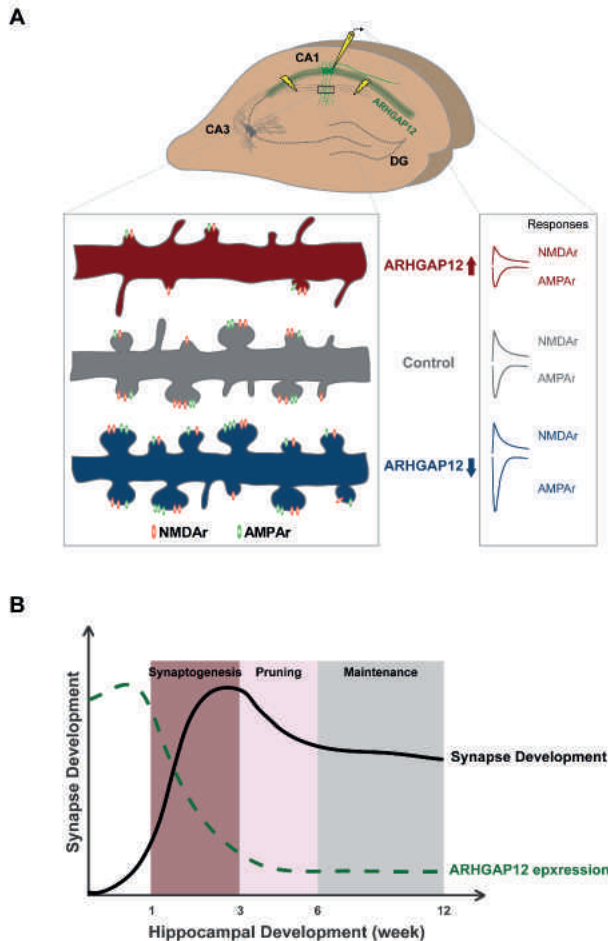 A
CA1
ARHGAP12
CA3
DG
Responses
ARHGAP12
NMDAr
AMPAr
Control
NMDAr
AMPAr
ARHGAP12
NMDAr
AMPAr
NMDAr AMPAr
B
Synaptogenesis Pruning Maintenance
Synapse Development
Synapse Development
ARHGAP12 epxression
1 3 6 12
Hippocampal Development (week)